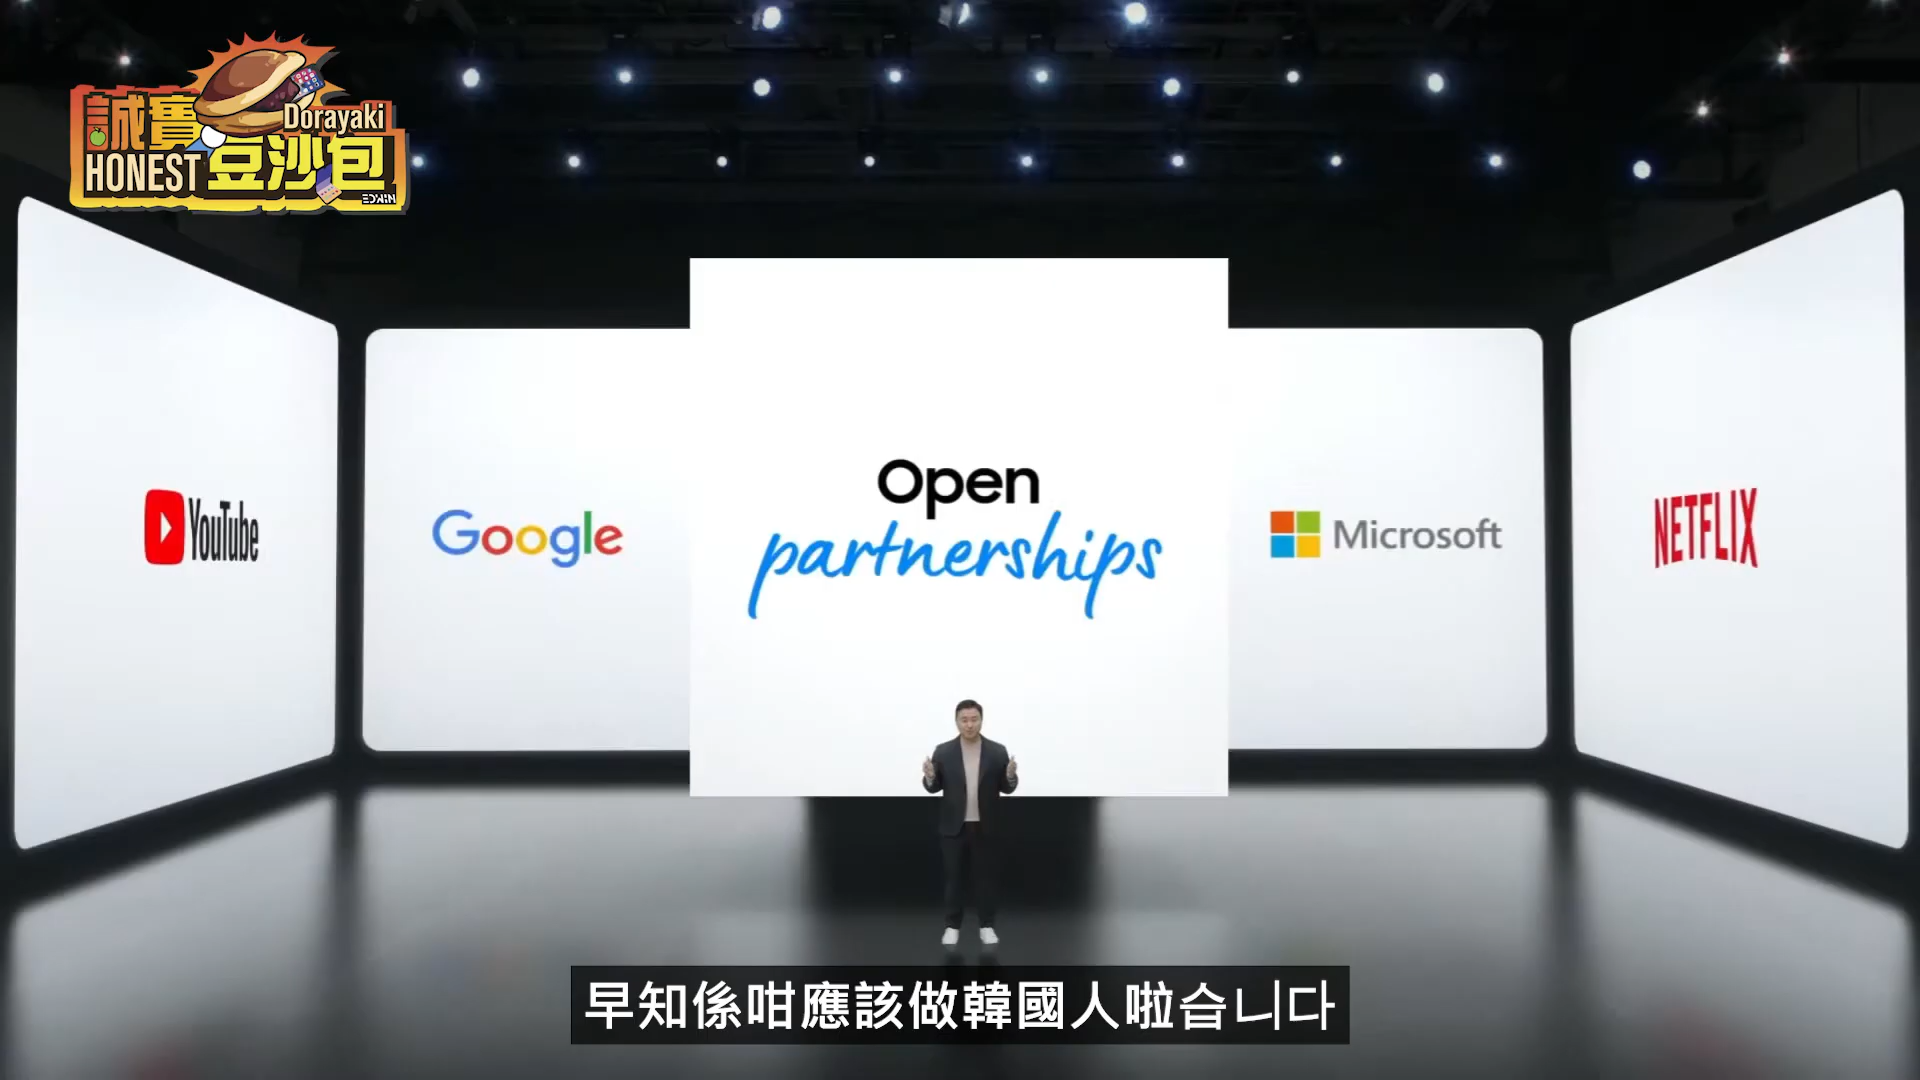 誠實 Dorayaki
HONEST 豆沙包
EDWIN
YouTube
Google
Open
partnerships
Microsoft
NETFLIX
早知係咁應該做韓國人啦습니다